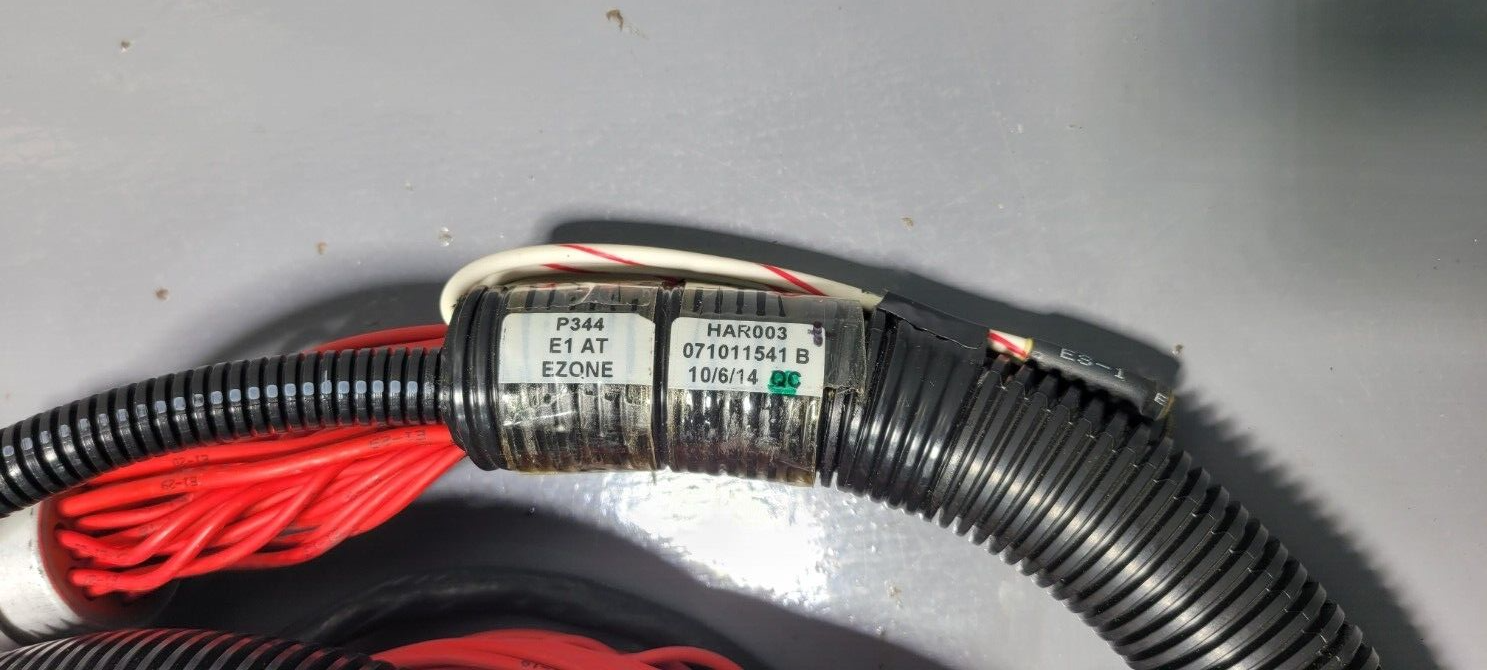 P344
E1 AT
EZONE
HAR003
071011541 B
10/6/14 QC
ES-1